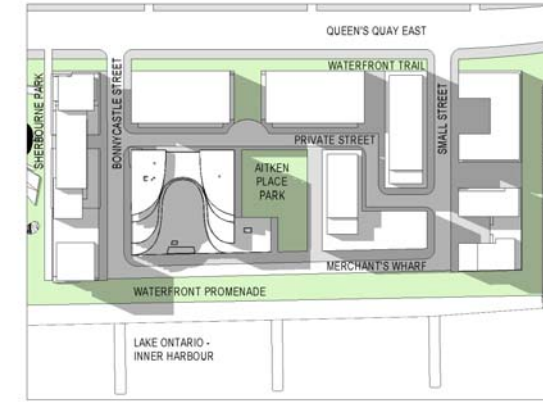 QUEEN'S QUAY EAST
WATERFRONT TRAIL
SHERBOURNE PARK
BONNYCASTLE STREET
SMALL STREET
PRIVATE STREET
AITKEN
PLACE
PARK
MERCHANT'S WHARF
WATERFRONT PROMENADE
LAKE ONTARIO -
INNER HARBOUR